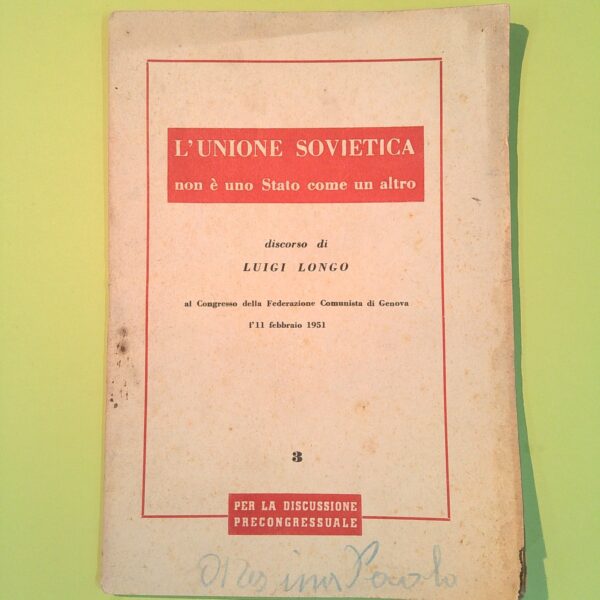 L'UNIONE SOVIETICA
non è uno Stato come un altro
discorso di
LUIGI LONGO
al Congresso della Federazione Comunista di Genova
l'11 febbraio 1951
3
PER LA DISCUSSIONE
PRECONGRESSUALE
Paolo